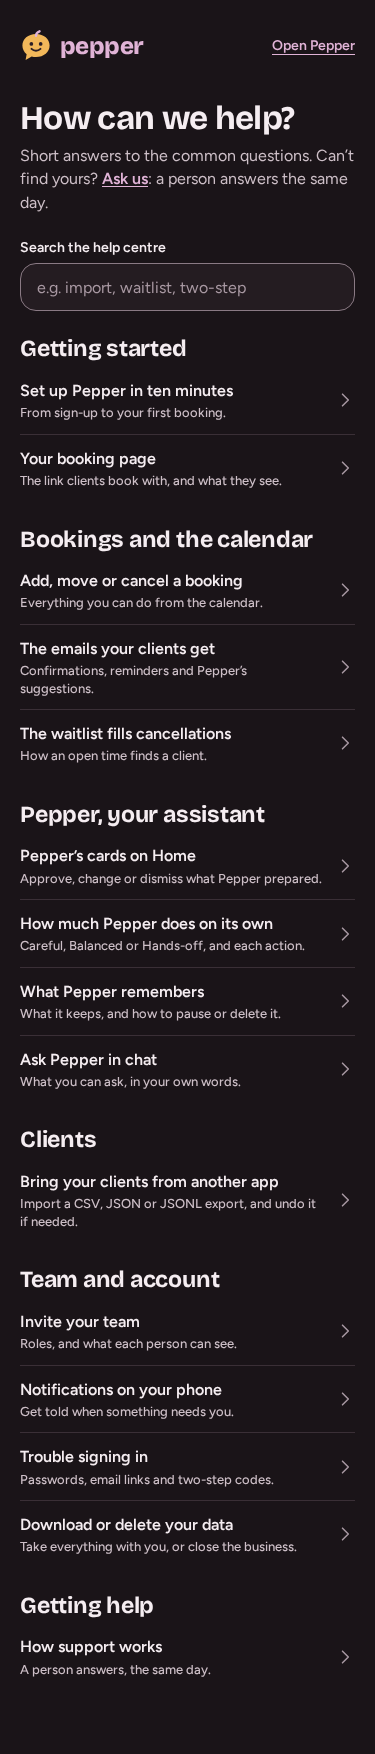 pepper
Open Pepper
How can we help?
Short answers to the common questions. Can’t
find yours? Ask us: a person answers the same
day.
Search the help centre
e.g. import, waitlist, two-step
Getting started
Set up Pepper in ten minutes
From sign-up to your first booking.
Your booking page
The link clients book with, and what they see.
Bookings and the calendar
Add, move or cancel a booking
Everything you can do from the calendar.
The emails your clients get
Confirmations, reminders and Pepper’s
suggestions.
The waitlist fills cancellations
How an open time finds a client.
Pepper, your assistant
Pepper’s cards on Home
Approve, change or dismiss what Pepper prepared.
How much Pepper does on its own
Careful, Balanced or Hands-off, and each action.
What Pepper remembers
What it keeps, and how to pause or delete it.
Ask Pepper in chat
What you can ask, in your own words.
Clients
Bring your clients from another app
Import a CSV, JSON or JSONL export, and undo it
if needed.
Team and account
Invite your team
Roles, and what each person can see.
Notifications on your phone
Get told when something needs you.
Trouble signing in
Passwords, email links and two-step codes.
Download or delete your data
Take everything with you, or close the business.
Getting help
How support works
A person answers, the same day.